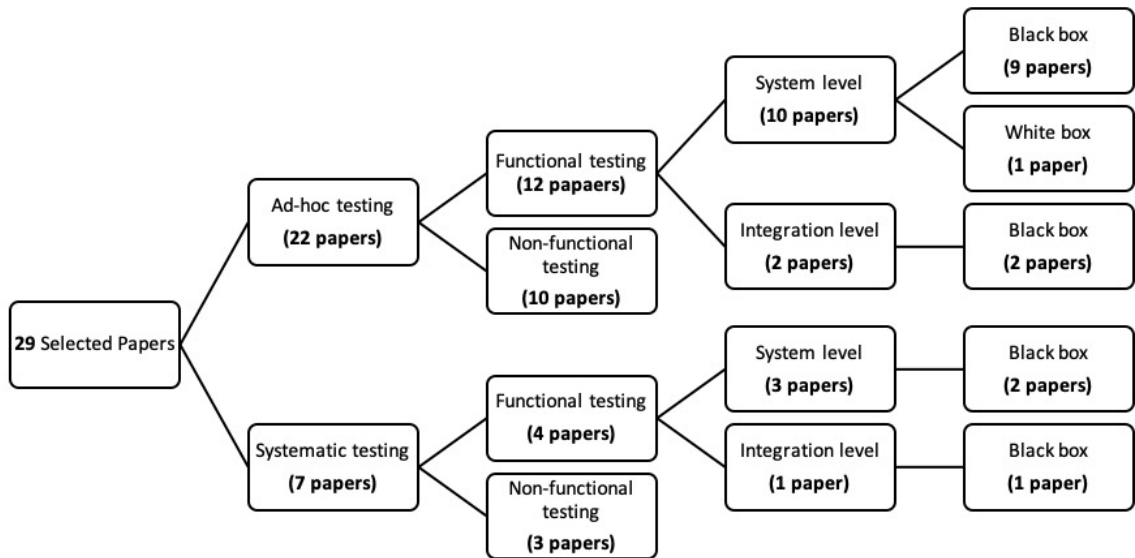 29 Selected Papers
Ad-hoc testing
(22 papers)
Functional testing
(12 papaers)
System level
(10 papers)
Black box
(9 papers)
White box
(1 paper)
Integration level
(2 papers)
Black box
(2 papers)
Non-functional
testing
(10 papers)
Systematic testing
(7 papers)
Functional testing
(4 papers)
System level
(3 papers)
Black box
(2 papers)
Integration level
(1 paper)
Black box
(1 paper)
Non-functional
testing
(3 papers)